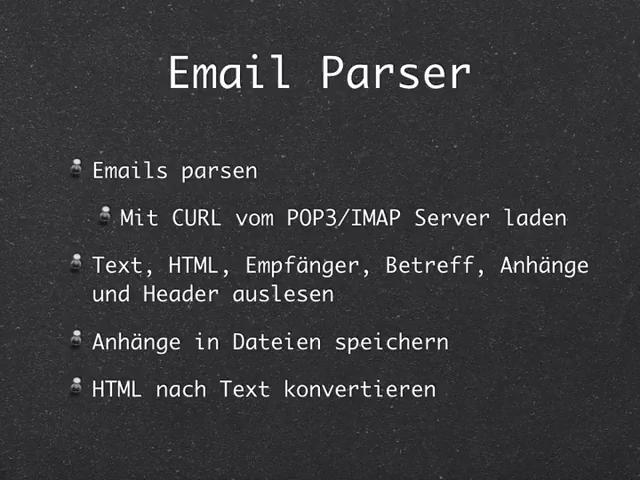 Email Parser
Emails parsen
Mit CURL vom POP3/IMAP Server laden
Text, HTML, Empfänger, Betreff, Anhänge
und Header auslesen
Anhänge in Dateien speichern
HTML nach Text konvertieren